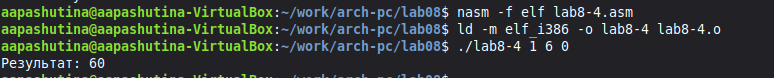 aapashutina@aapashutina-VirtualBox:~/work/arch-pc/lab08$ nasm -f elf lab8-4.asm
aapashutina@aapashutina-VirtualBox:~/work/arch-pc/lab08$ ld -m elf_i386 -o lab8-4 lab8-4.o
aapashutina@aapashutina-VirtualBox:~/work/arch-pc/lab08$ ./lab8-4 1 6 0
Результат: 60